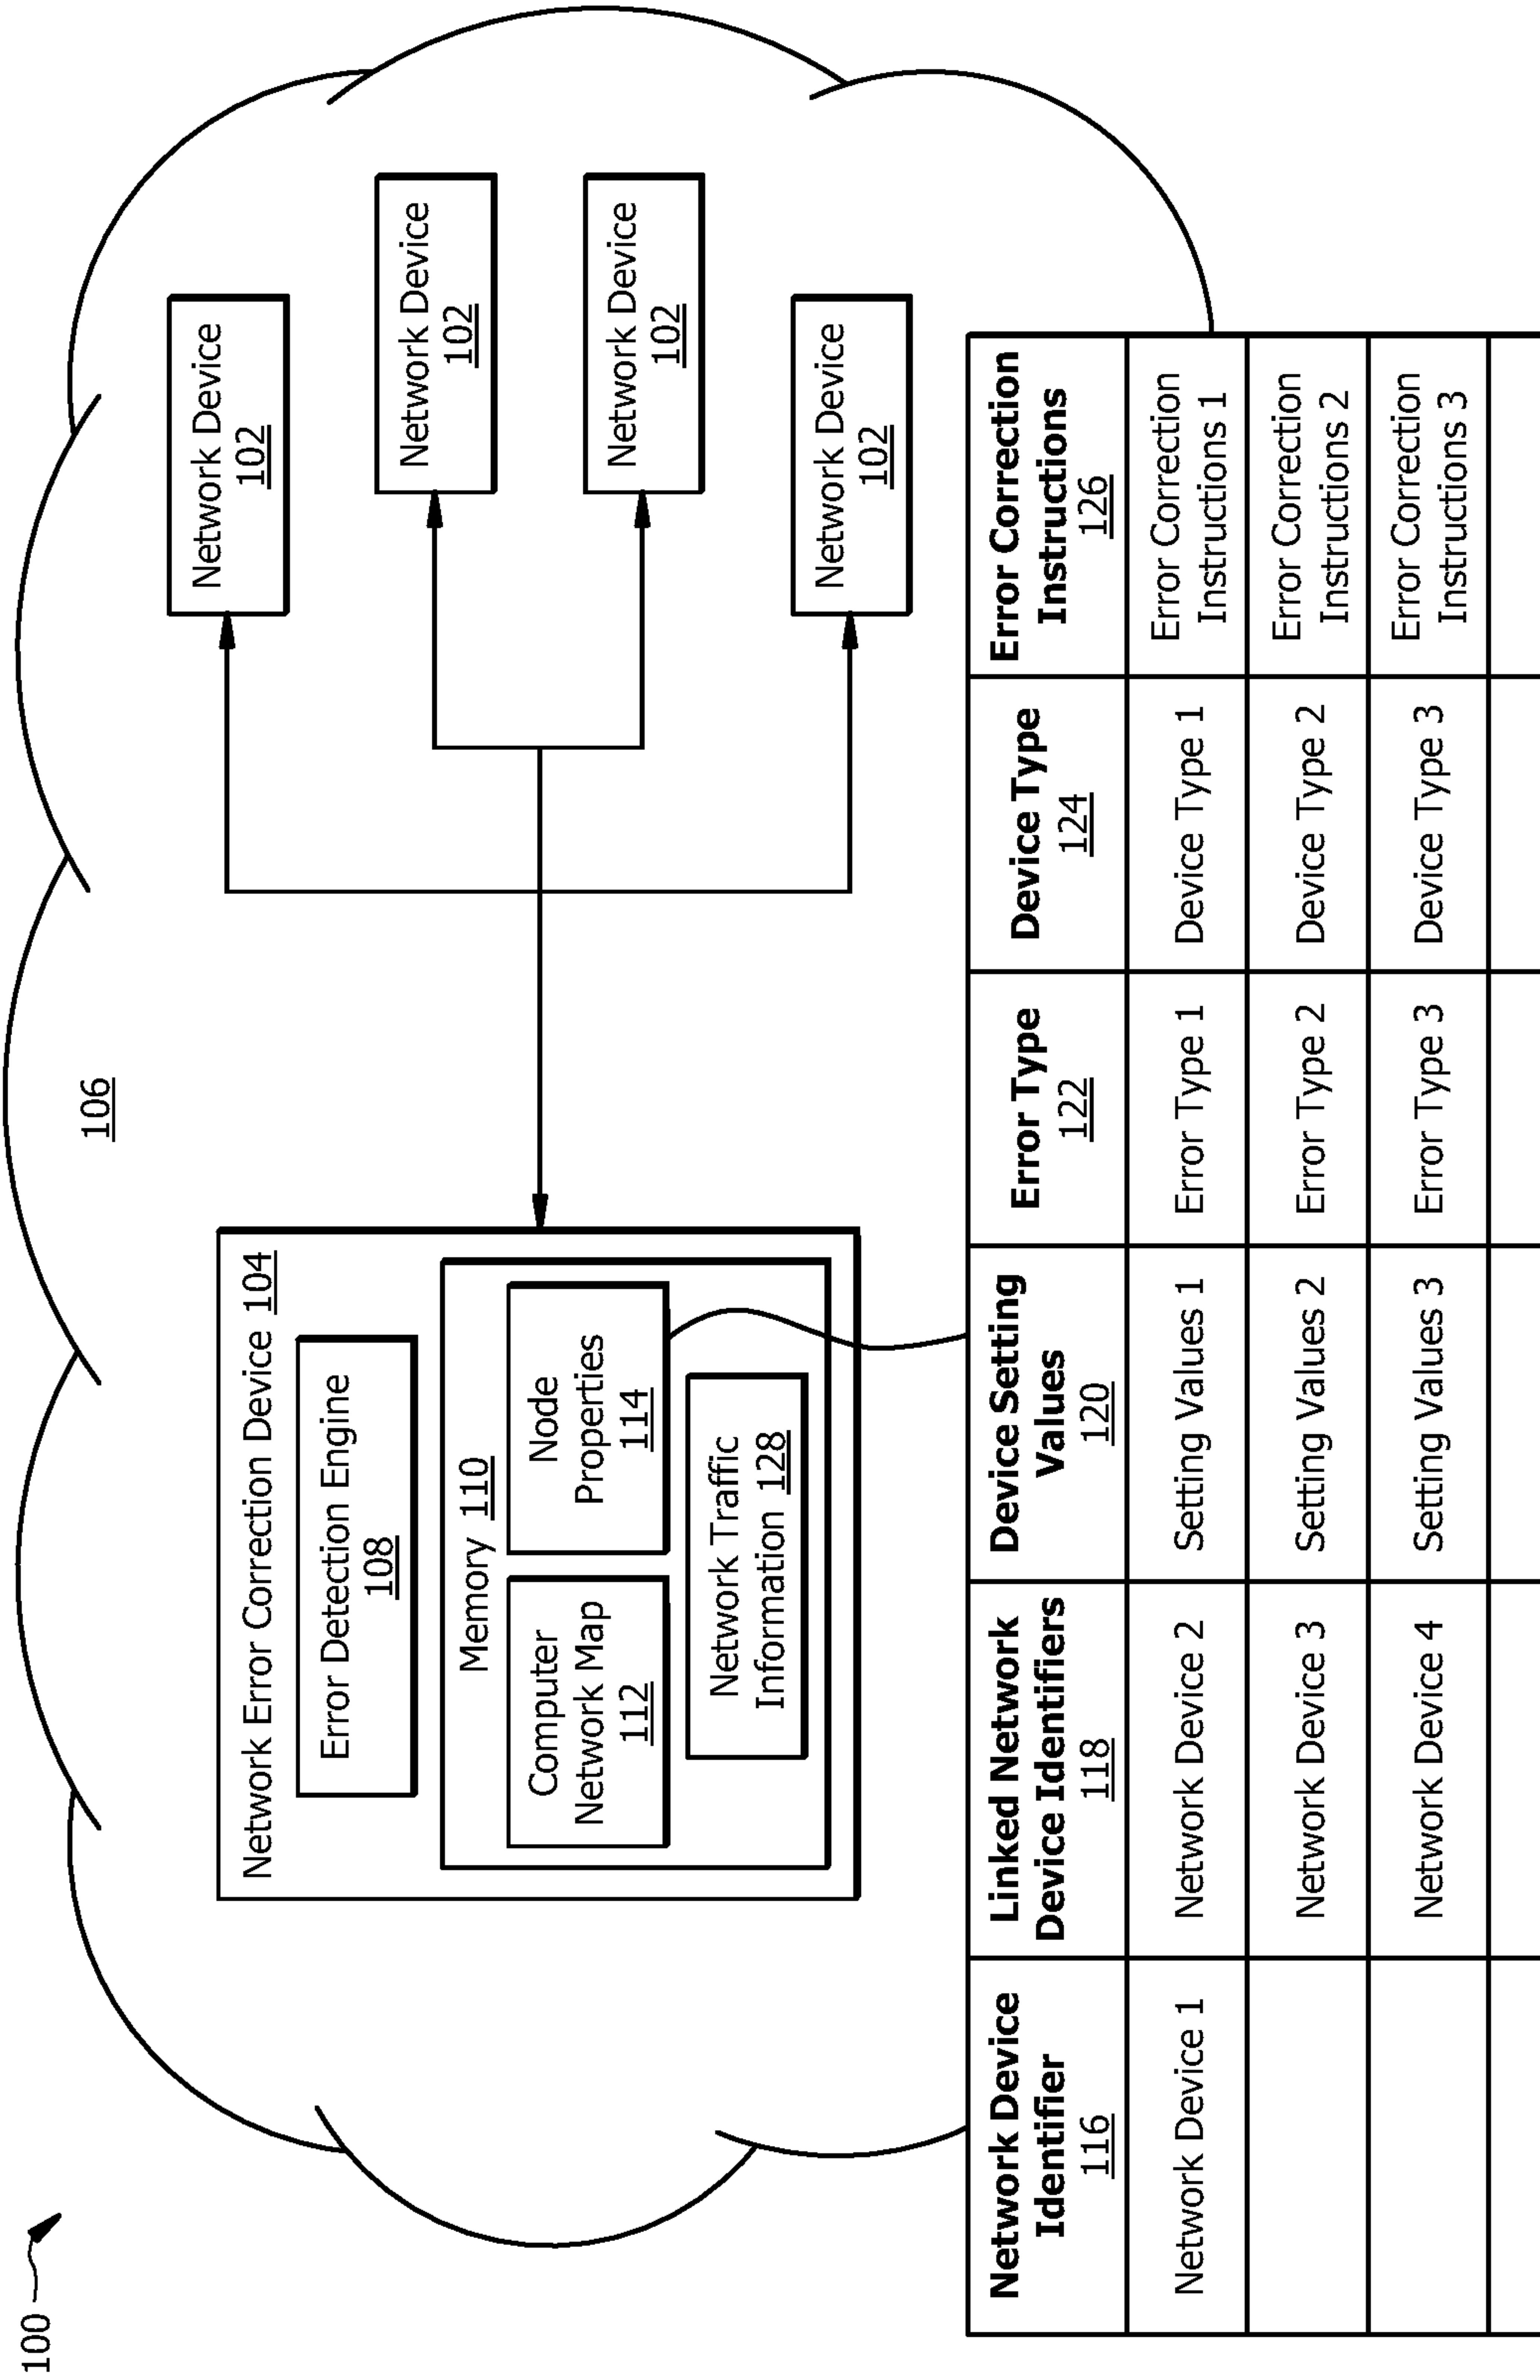 100
106
Network Error Correction Device 104
Error Detection Engine
108
Memory 110
Computer
Network Map
112
Node
Properties
114
Network Traffic
Information 128
Network Device
102
Network Device
102
Network Device
102
Network Device
102
Network Device
Identifier
116
Linked Network
Device Identifiers
118
Device Setting
Values
120
Error Type
122
Device Type
124
Error Correction
Instructions
126
Network Device 1
Network Device 2
Setting Values 1
Error Type 1
Device Type 1
Error Correction
Instructions 1
Network Device 3
Setting Values 2
Error Type 2
Device Type 2
Error Correction
Instructions 2
Network Device 4
Setting Values 3
Error Type 3
Device Type 3
Error Correction
Instructions 3